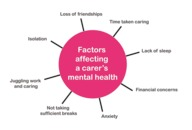 Loss of friendships
Time taken caring
Isolation
Factors
affecting
a carer's
mental health
Lack of sleep
Juggling work
and caring
Financial concerns
Not taking
sufficient breaks
Anxiety